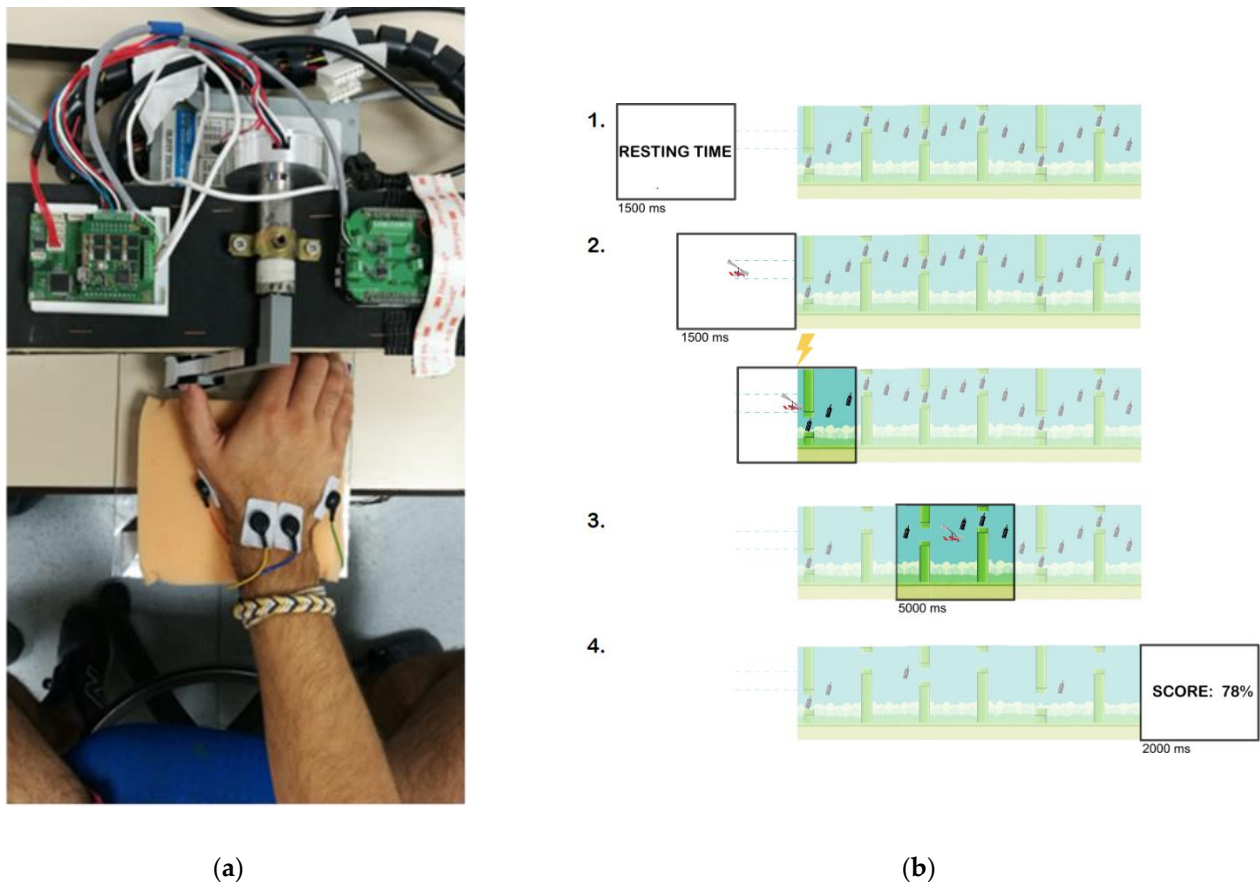 1.
RESTING TIME
1500 ms
2.
1500 ms
3.
5000 ms
4.
SCORE: 78%
2000 ms
(a)
(b)